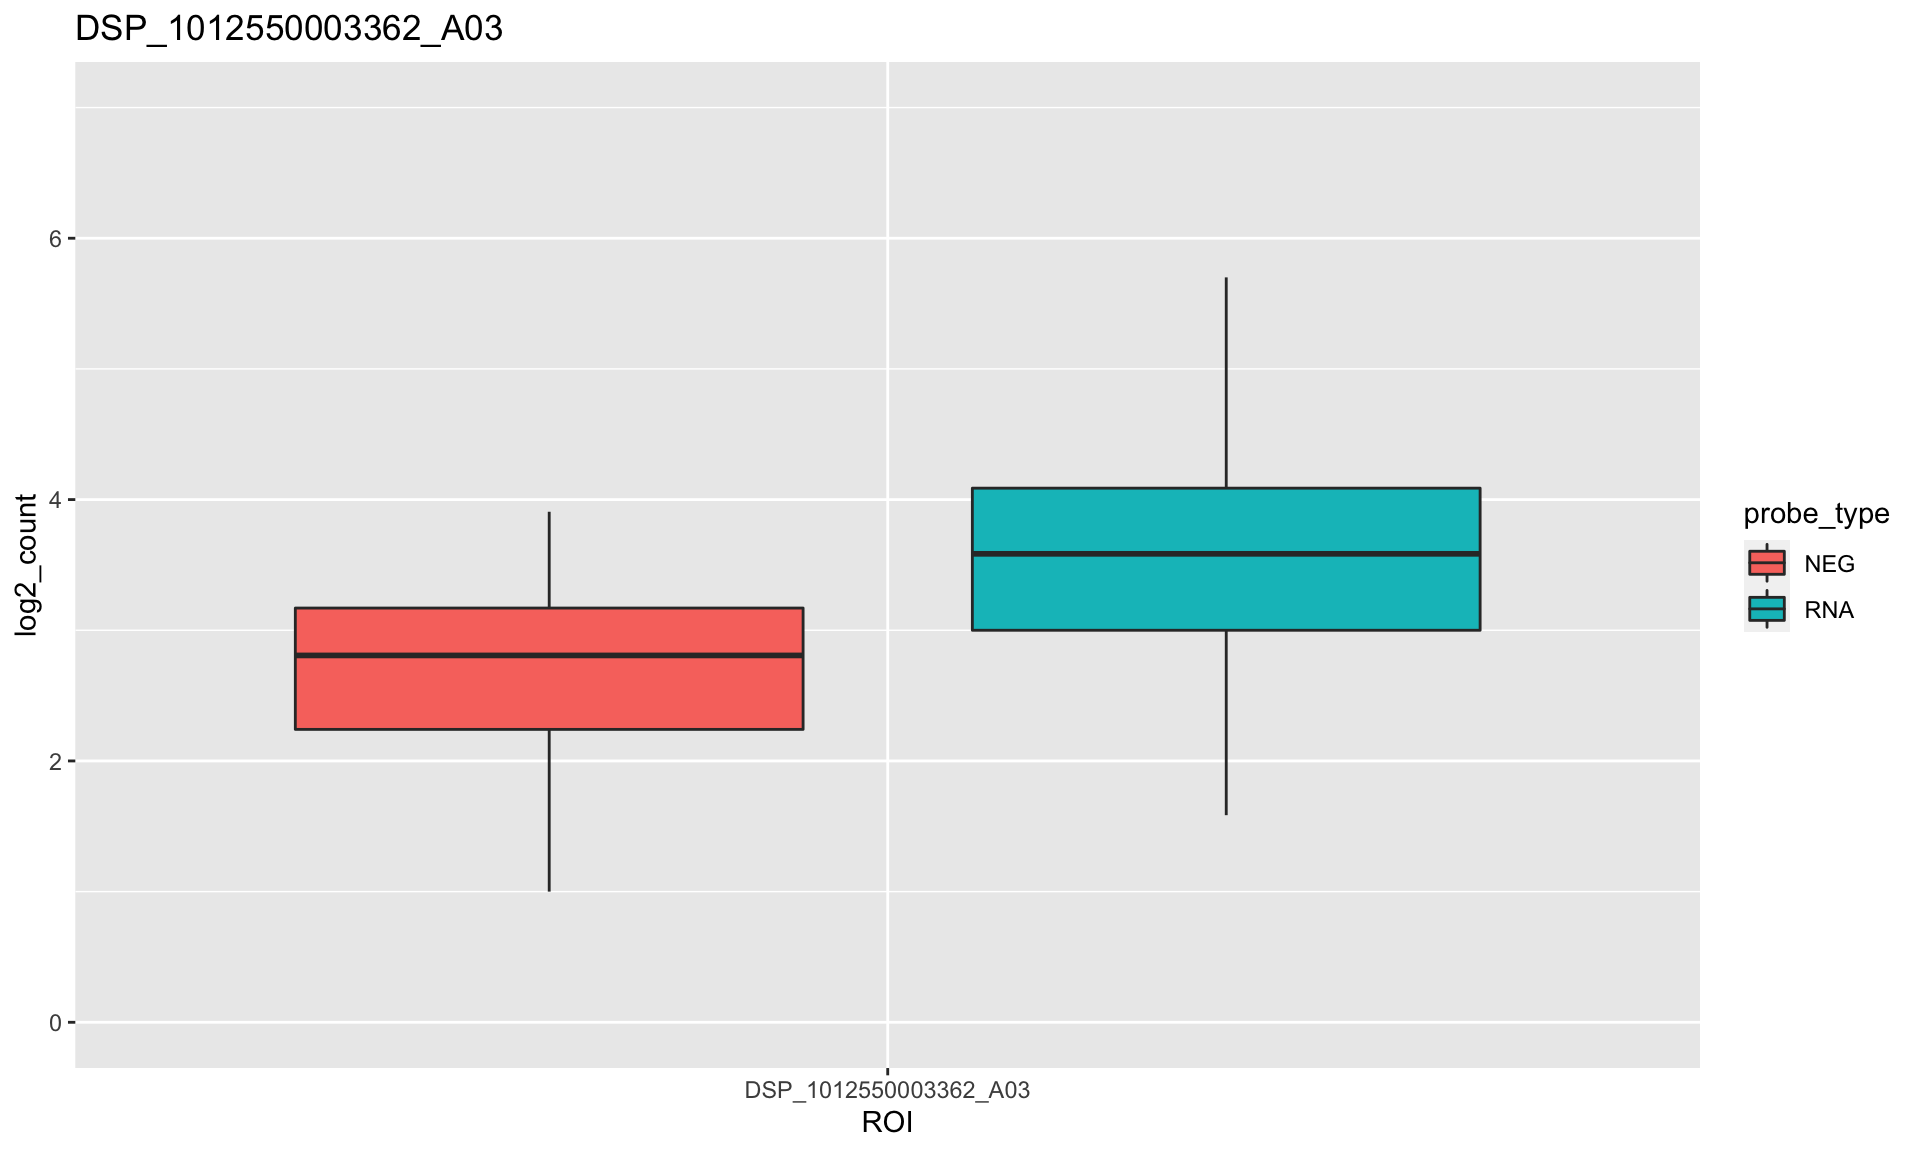 DSP_1012550003362_A03
log2_count
6
4
2
0
DSP_1012550003362_A03
ROI
probe_type
NEG
RNA